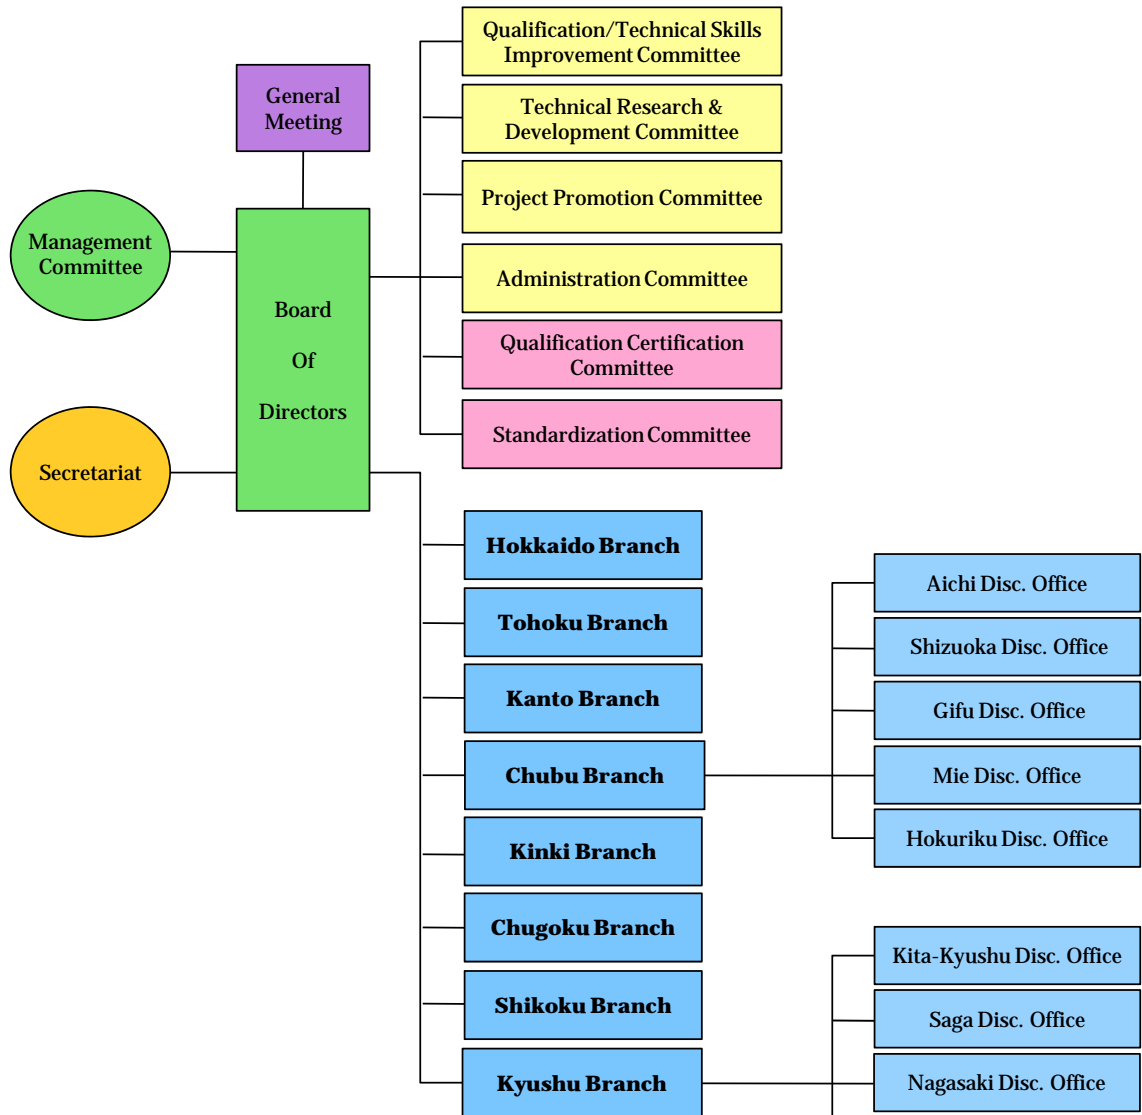 General
Meeting
Management
Committee
Board
Of
Directors
Secretariat
Qualification/Technical Skills
Improvement Committee
Technical Research &
Development Committee
Project Promotion Committee
Administration Committee
Qualification Certification
Committee
Standardization Committee
Hokkaido Branch
Tohoku Branch
Kanto Branch
Chubu Branch
Kinki Branch
Chugoku Branch
Shikoku Branch
Kyushu Branch
Aichi Disc. Office
Shizuoka Disc. Office
Gifu Disc. Office
Mie Disc. Office
Hokuriku Disc. Office
Kita-Kyushu Disc. Office
Saga Disc. Office
Nagasaki Disc. Office